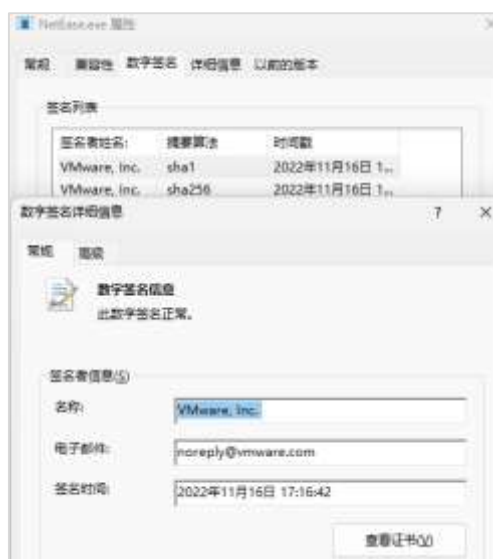 NetEase.exe 属性
常规 兼容性 数字签名 详细信息 以前的版本
签名列表
签名者姓名: 摘要算法 时间戳
VMware, Inc. sha1 2022年11月16日 1...
VMware, Inc. sha256 2022年11月16日 1...
数字签名详细信息 ? ×
常规 高级
数字签名信息
此数字签名正常。
签名者信息(S)
名称: VMware, Inc.
电子邮件: noreply@vmware.com
签名时间: 2022年11月16日 17:16:42
查看证书(V)